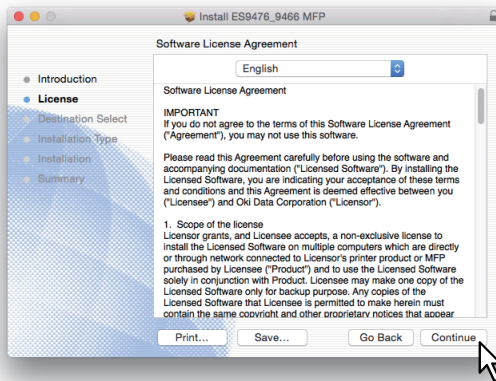 Install ES9476_9466 MFP
Software License Agreement
English
Introduction
License
Destination Select
Installation Type
Installation
Summary
Software License Agreement
IMPORTANT
If you do not agree to the terms of this Software License Agreement
("Agreement"), you may not use this software.
Please read this Agreement carefully before using the software and
accompanying documentation ("Licensed Software"). By installing the
Licensed Software, you are indicating your acceptance of these terms
and conditions and this Agreement is deemed effective between you
("Licensee") and Oki Data Corporation ("Licensor").
1. Scope of the license
Licensor grants, and Licensee accepts, a non-exclusive license to
install the Licensed Software on multiple computers which are directly
or through network connected to Licensor's printer product or MFP
purchased by Licensee ("Product") and to use the Licensed Software
solely in conjunction with Product. Licensee may make one copy of the
Licensed Software only for backup purpose. Any copies of the
Licensed Software that Licensee is permitted to make herein must
contain the same copyright and other proprietary notices that appear
Print...
Save...
Go Back
Continue